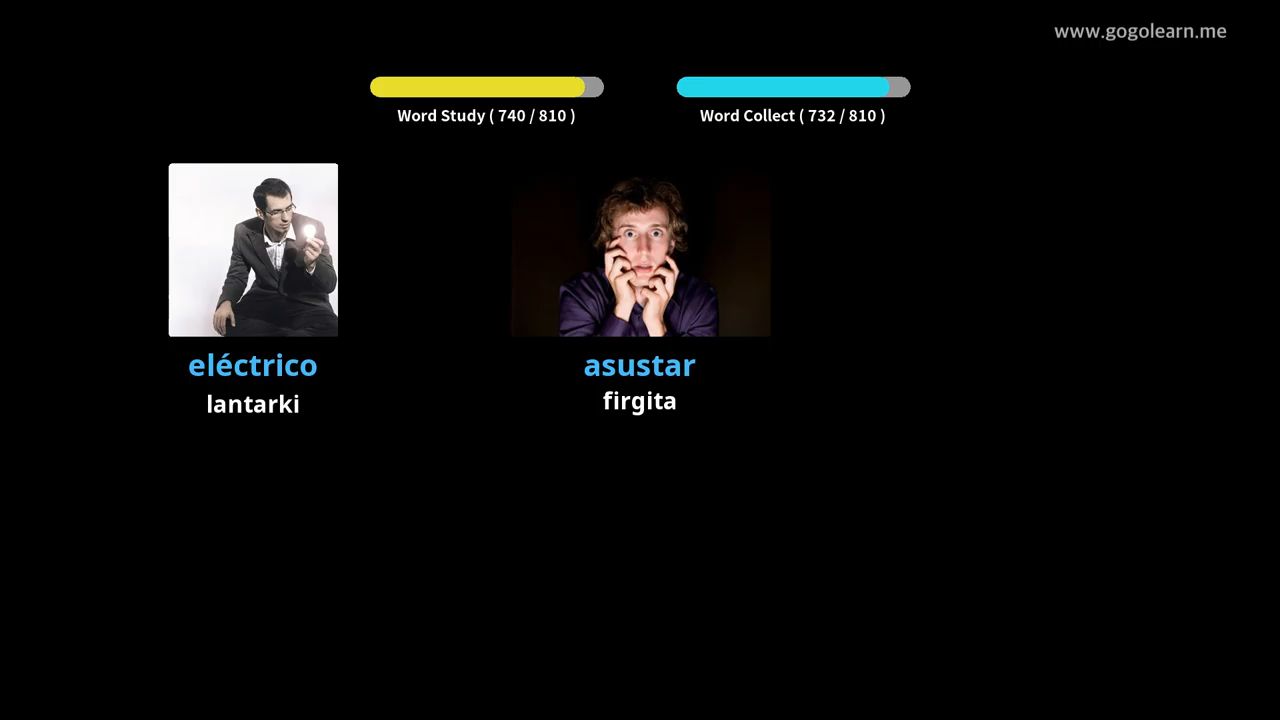 www.gogolearn.me
Word Study ( 740 / 810 )
Word Collect ( 732 / 810 )
eléctrico
lantarki
asustar
firgita